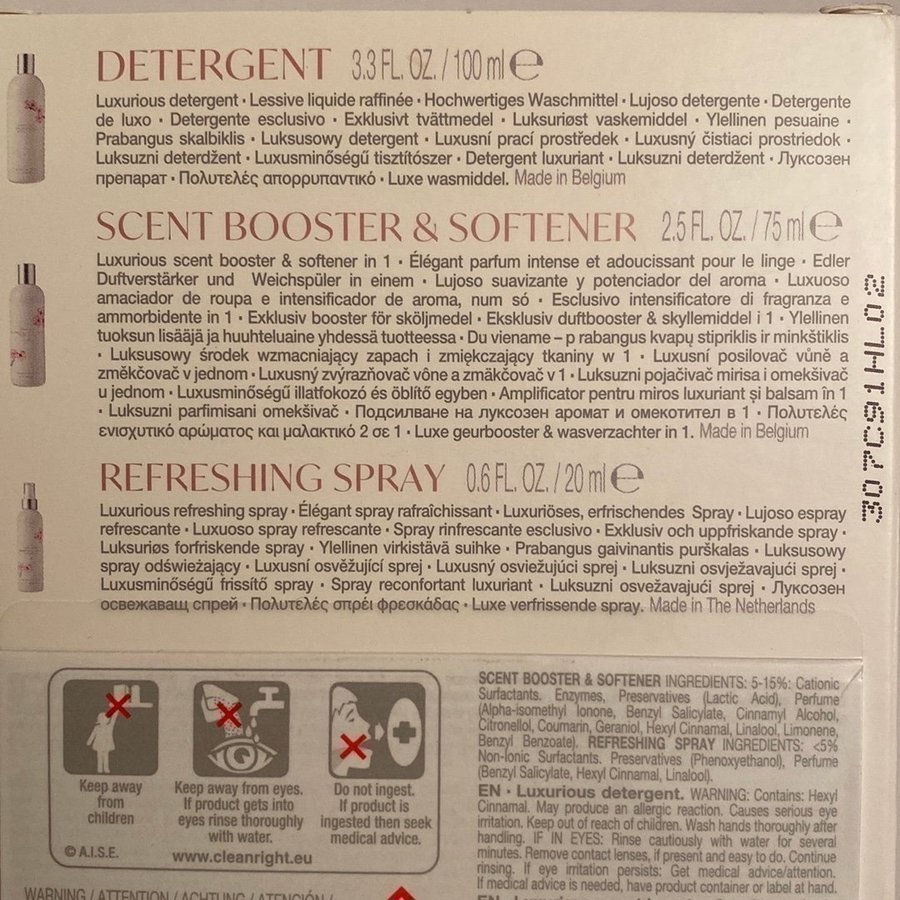 DETERGENT 3.3 FL. OZ. / 100 ml ℮
Luxurious detergent · Lessive liquide raffinée · Hochwertiges Waschmittel · Lujoso detergente · Detergente
de luxo · Detergente esclusivo · Exklusivt tvättmedel · Luksuriøst vaskemiddel · Ylellinen pesuaine ·
Prabangus skalbiklis · Luksusowy detergent · Luxusní prací prostředek · Luxusný čistiaci prostriedok ·
Luksuzni deterdžent · Luxusminőségű tisztítószer · Detergent luxuriant · Luksuzni deterdžent · Луксозен
препарат · Πολυτελές απορρυπαντικό · Luxe wasmiddel. Made in Belgium
SCENT BOOSTER & SOFTENER 2.5 FL. OZ. / 75 ml ℮
Luxurious scent booster & softener in 1 · Élégant parfum intense et adoucissant pour le linge · Edler
Duftverstärker und Weichspüler in einem · Lujoso suavizante y potenciador del aroma · Luxuoso
amaciador de roupa e intensificador de aroma, num só · Esclusivo intensificatore di fragranza e
ammorbidente in 1 · Exklusiv booster för sköljmedel · Eksklusiv duftbooster & skyllemiddel i 1 · Ylellinen
tuoksun lisääjä ja huuhteluaine yhdessä tuotteessa · Du viename – p rabangus kvapų stipriklis ir minkštiklis
· Luksusowy środek wzmacniający zapach i zmiękczający tkaniny w 1 · Luxusní posilovač vůně a
změkčovač v jednom · Luxusný zvýrazňovač vône a zmäkčovač v 1 · Luksuzni pojačivač mirisa i omekšivač
u jednom · Luxusminőségű illatfokozó és öblítő egyben · Amplificator pentru miros luxuriant și balsam în 1
· Luksuzni parfimisani omekšivač · Подсилване на луксозен аромат и омекотител в 1 · Πολυτελές
ενισχυτικό αρώματος και μαλακτικό 2 σε 1 · Luxe geurbooster & wasverzachter in 1. Made in Belgium
307C91HL02
REFRESHING SPRAY 0.6 FL. OZ. / 20 ml ℮
Luxurious refreshing spray · Élégant spray rafraîchissant · Luxuriöses, erfrischendes Spray · Lujoso espray
refrescante · Luxuoso spray refrescante · Spray rinfrescante esclusivo · Exklusiv och uppfriskande spray ·
Luksuriøs forfriskende spray · Ylellinen virkistävä suihke · Prabangus gaivinantis purškalas · Luksusowy
spray odświeżający · Luxusní osvěžující sprej · Luxusný osviežujúci sprej · Luksuzni osvježavajući sprej ·
Luxusminőségű frissítő spray · Spray reconfortant luxuriant · Luksuzni osvežavajući sprej · Луксозен
освежаващ спрей · Πολυτελές σπρέι φρεσκάδας · Luxe verfrissende spray. Made in The Netherlands
Keep away
from
children
Keep away from eyes.
If product gets into
eyes rinse thoroughly
with water.
Do not ingest.
If product is
ingested then seek
medical advice.
© A.I.S.E.
www.cleanright.eu
WARNING / ATTENTION / ACHTUNG / ATENCIÓN /
SCENT BOOSTER & SOFTENER INGREDIENTS: 5-15%: Cationic
Surfactants. Enzymes, Preservatives (Lactic Acid), Perfume
(Alpha-isomethyl Ionone, Benzyl Salicylate, Cinnamyl Alcohol,
Citronellol, Coumarin, Geraniol, Hexyl Cinnamal, Linalool, Limonene,
Benzyl Benzoate). REFRESHING SPRAY INGREDIENTS: <5%
Non-Ionic Surfactants. Preservatives (Phenoxyethanol), Perfume
(Benzyl Salicylate, Hexyl Cinnamal, Linalool).
EN · Luxurious detergent. WARNING: Contains: Hexyl
Cinnamal. May produce an allergic reaction. Causes serious eye
irritation. Keep out of reach of children. Wash hands thoroughly after
handling. IF IN EYES: Rinse cautiously with water for several
minutes. Remove contact lenses, if present and easy to do. Continue
rinsing. If eye irritation persists: Get medical advice/attention.
If medical advice is needed, have product container or label at hand.